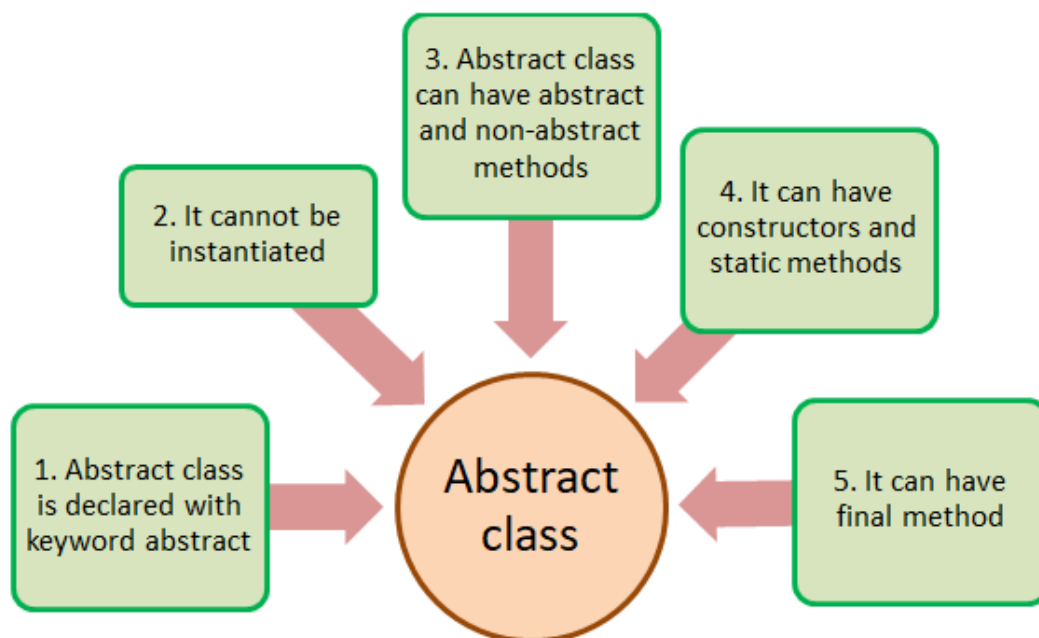 1. Abstract class
is declared with
keyword abstract
2. It cannot be
instantiated
3. Abstract class
can have abstract
and non-abstract
methods
4. It can have
constructors and
static methods
5. It can have
final method
Abstract
class